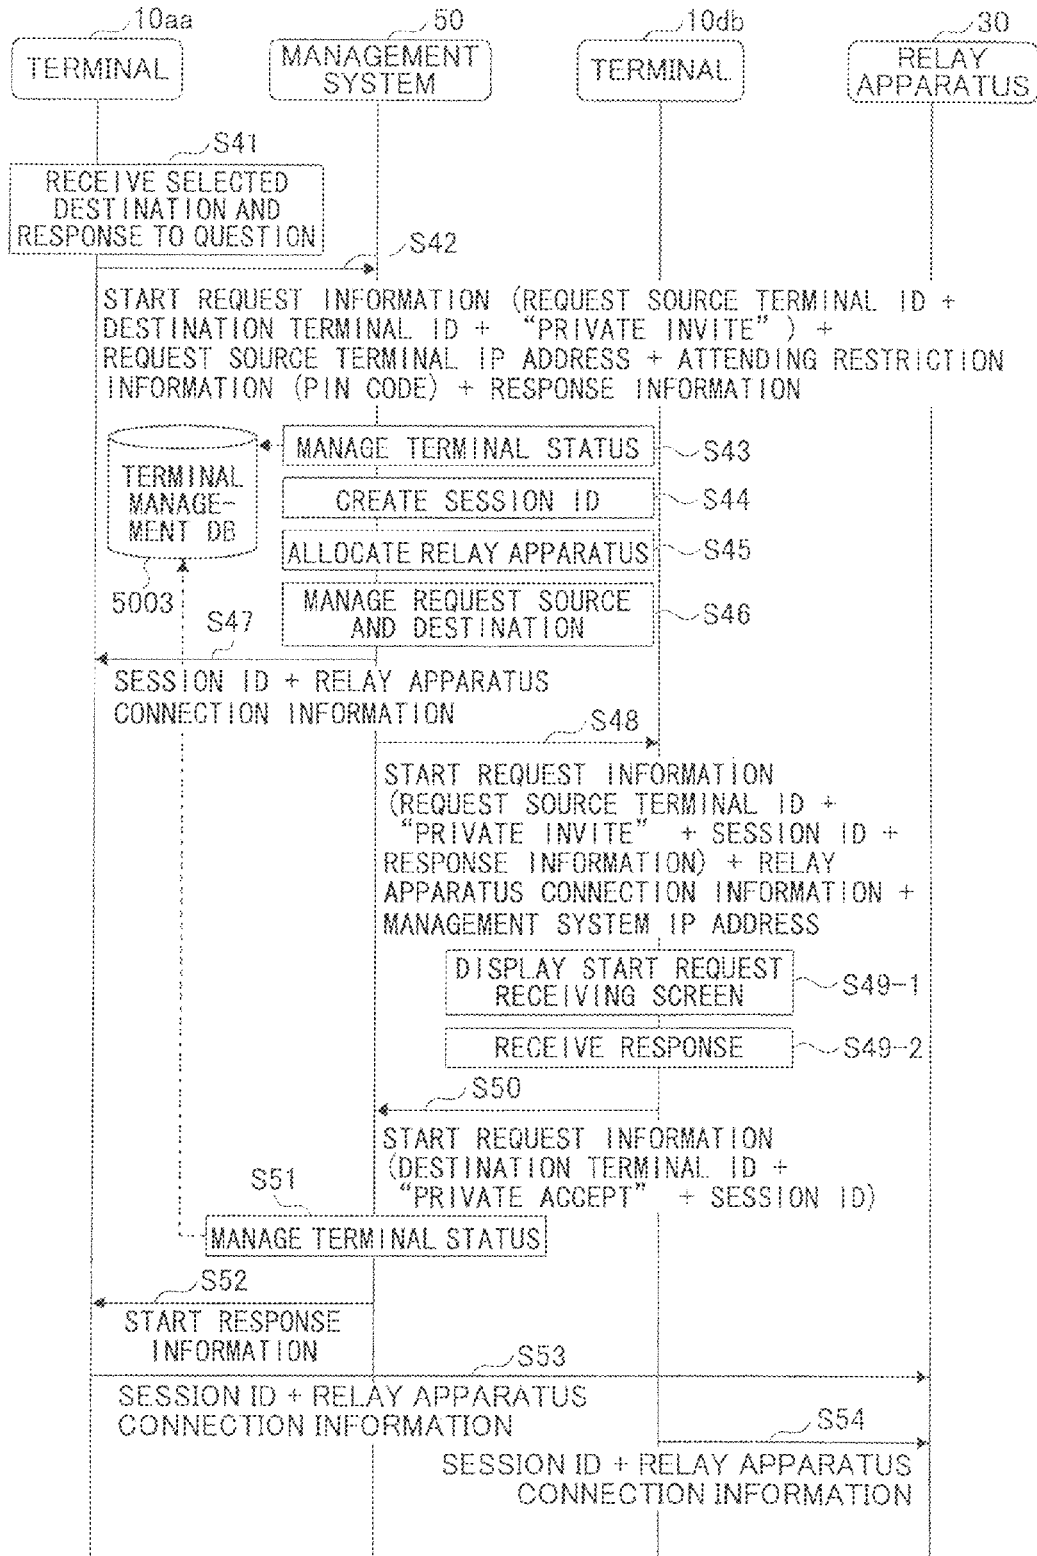 10aa
50
10db
30
TERMINAL
MANAGEMENT
SYSTEM
TERMINAL
RELAY
APPARATUS
S41
RECEIVE SELECTED
DESTINATION AND
RESPONSE TO QUESTION
S42
START REQUEST INFORMATION (REQUEST SOURCE TERMINAL ID +
DESTINATION TERMINAL ID + “PRIVATE INVITE”) +
REQUEST SOURCE TERMINAL IP ADDRESS + ATTENDING RESTRICTION
INFORMATION (PIN CODE) + RESPONSE INFORMATION
MANAGE TERMINAL STATUS
S43
TERMINAL
MANAGE-
MENT DB
5003
CREATE SESSION ID
S44
ALLOCATE RELAY APPARATUS
S45
MANAGE REQUEST SOURCE
AND DESTINATION
S46
S47
SESSION ID + RELAY APPARATUS
CONNECTION INFORMATION
S48
START REQUEST INFORMATION
(REQUEST SOURCE TERMINAL ID +
“PRIVATE INVITE” + SESSION ID +
RESPONSE INFORMATION) + RELAY
APPARATUS CONNECTION INFORMATION +
MANAGEMENT SYSTEM IP ADDRESS
DISPLAY START REQUEST
RECEIVING SCREEN
S49-1
RECEIVE RESPONSE
S49-2
S50
START REQUEST INFORMATION
(DESTINATION TERMINAL ID +
“PRIVATE ACCEPT” + SESSION ID)
S51
MANAGE TERMINAL STATUS
S52
START RESPONSE
INFORMATION
S53
SESSION ID + RELAY APPARATUS
CONNECTION INFORMATION
S54
SESSION ID + RELAY APPARATUS
CONNECTION INFORMATION